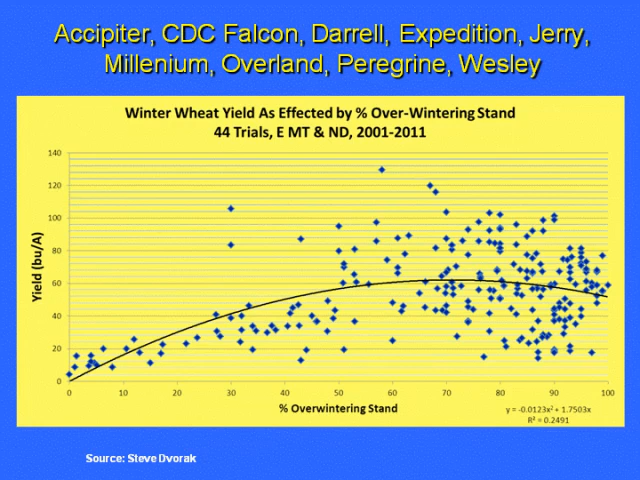 Accipiter, CDC Falcon, Darrell, Expedition, Jerry,
Millenium, Overland, Peregrine, Wesley
Winter Wheat Yield As Effected by % Over-Wintering Stand
44 Trials, E MT & ND, 2001-2011
140
120
100
80
60
40
20
0
Yield (bu/A)
0 10 20 30 40 50 60 70 80 90 100
% Overwintering Stand
y = -0.0123x² + 1.7503x
R² = 0.2491
Source: Steve Dvorak